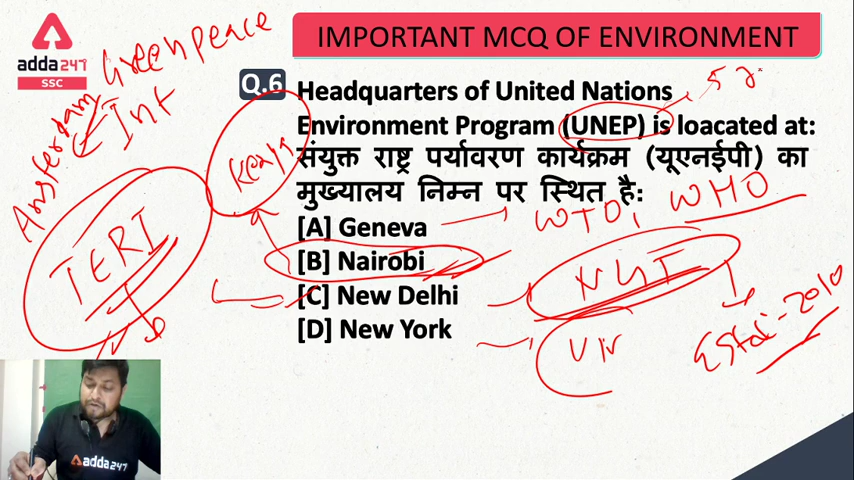 IMPORTANT MCQ OF ENVIRONMENT
adda247
SSC
Greenpeace
Int
Amsterdam
Q.6
Headquarters of United Nations
Environment Program (UNEP) is loacated at:
संयुक्त राष्ट्र पर्यावरण कार्यक्रम (यूएनईपी) का
मुख्यालय निम्न पर स्थित है:
Kenya
[A] Geneva
WTO, WHO
[B] Nairobi
TERI
NGT
[C] New Delhi
2010
[D] New York
UN
adda247